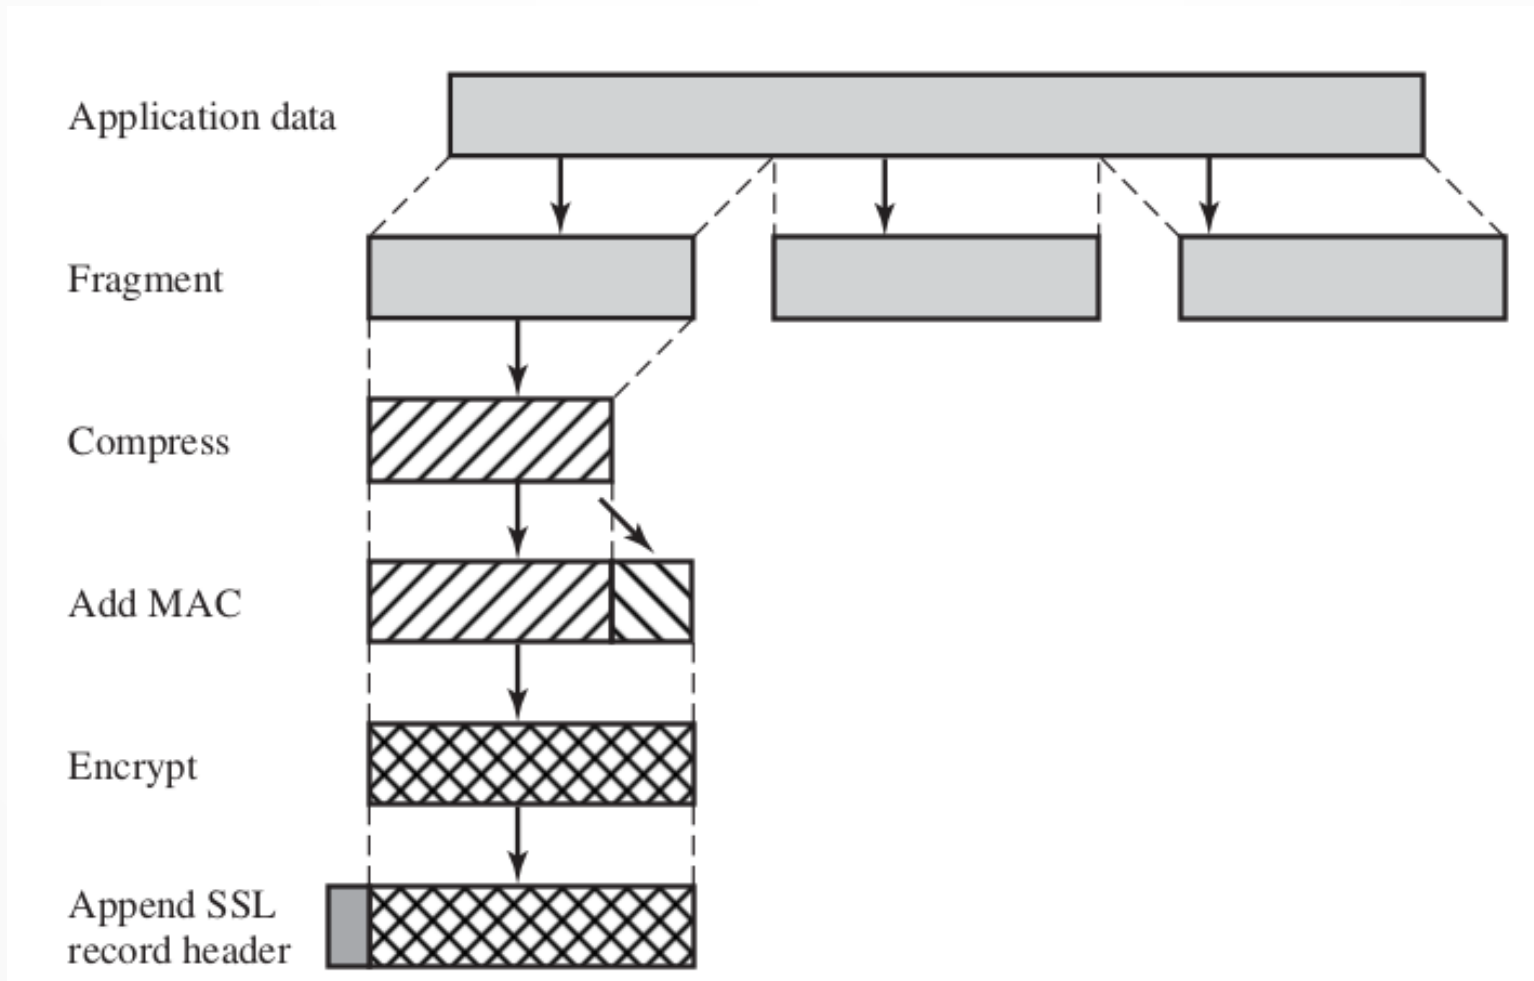 Application data
Fragment
Compress
Add MAC
Encrypt
Append SSL
record header